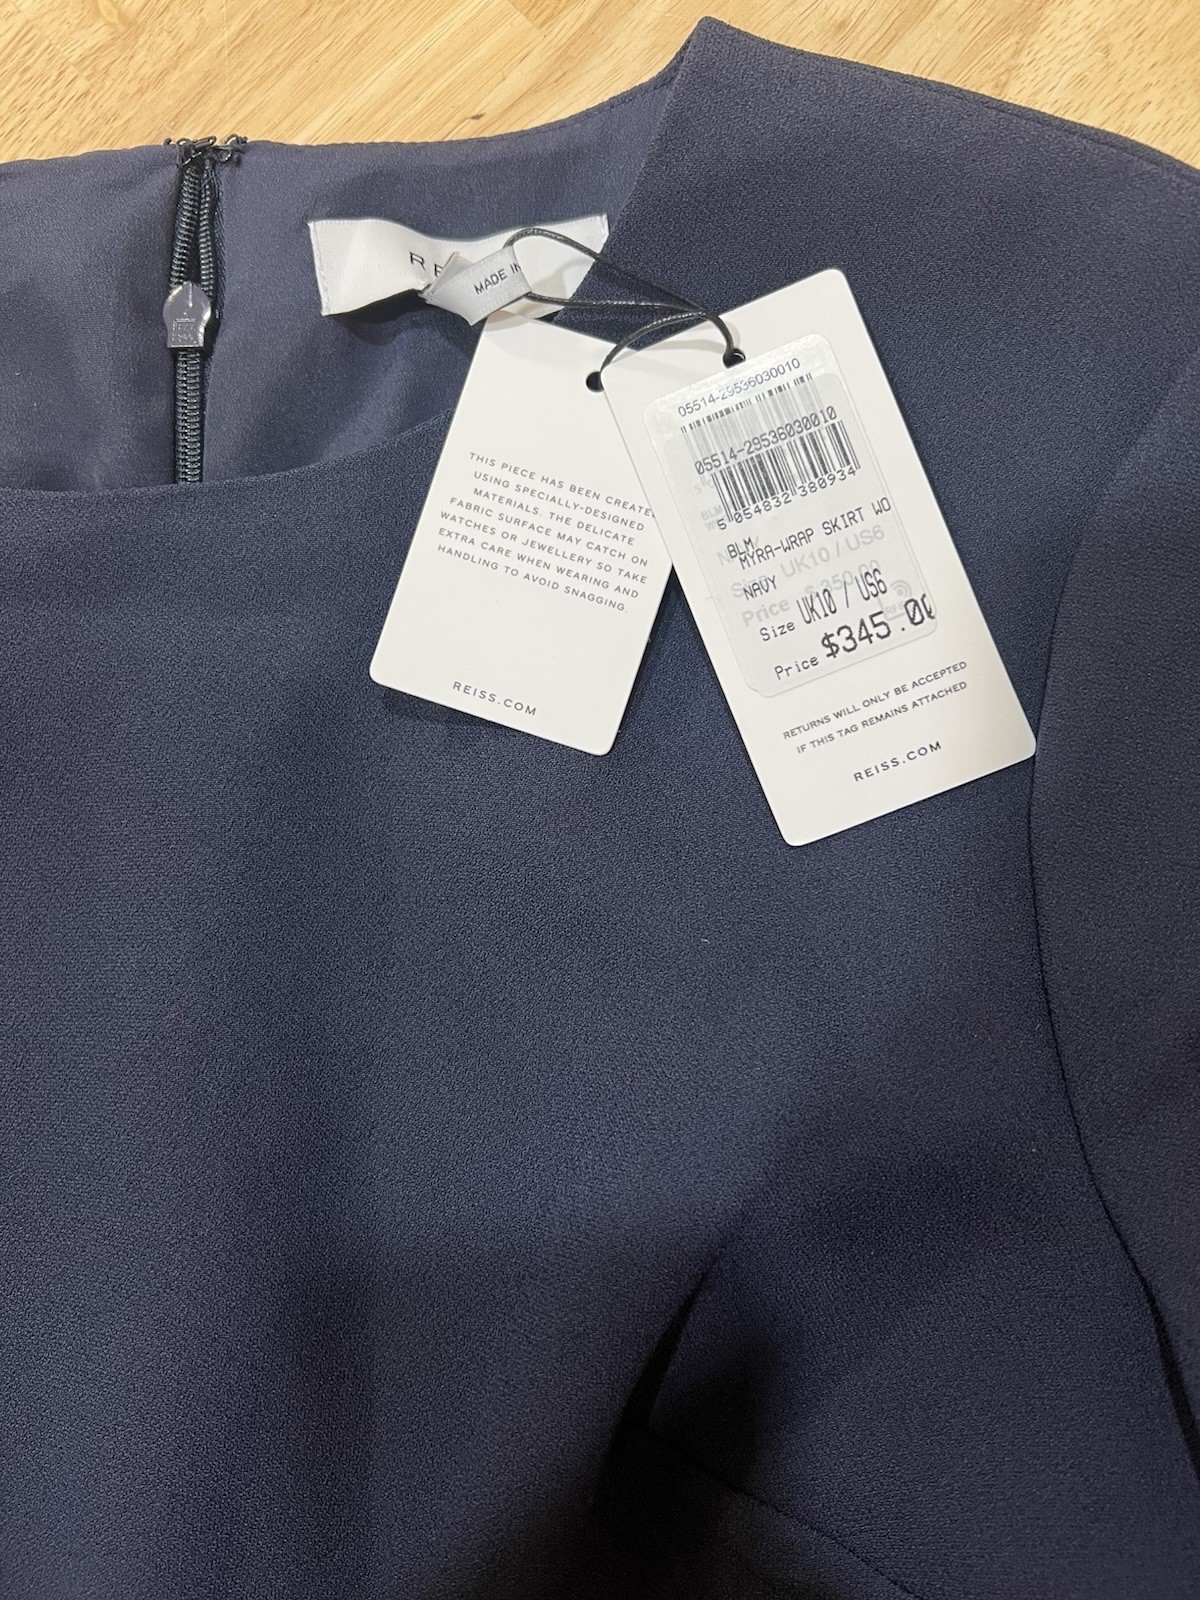 MADE IN
THIS PIECE HAS BEEN CREATED
USING SPECIALLY-DESIGNED
MATERIALS. THE DELICATE
FABRIC SURFACE MAY CATCH ON
WATCHES OR JEWELLERY SO TAKE
EXTRA CARE WHEN WEARING AND
HANDLING TO AVOID SNAGGING.
REISS.COM
05514-29536030010
05514-29536030010
5 054832 380934
BLM
MYRA-WRAP SKIRT WO
NAVY
Size UK10 / US6
Price $345.00
UK10 / US6
Price
RETURNS WILL ONLY BE ACCEPTED
IF THIS TAG REMAINS ATTACHED
REISS.COM